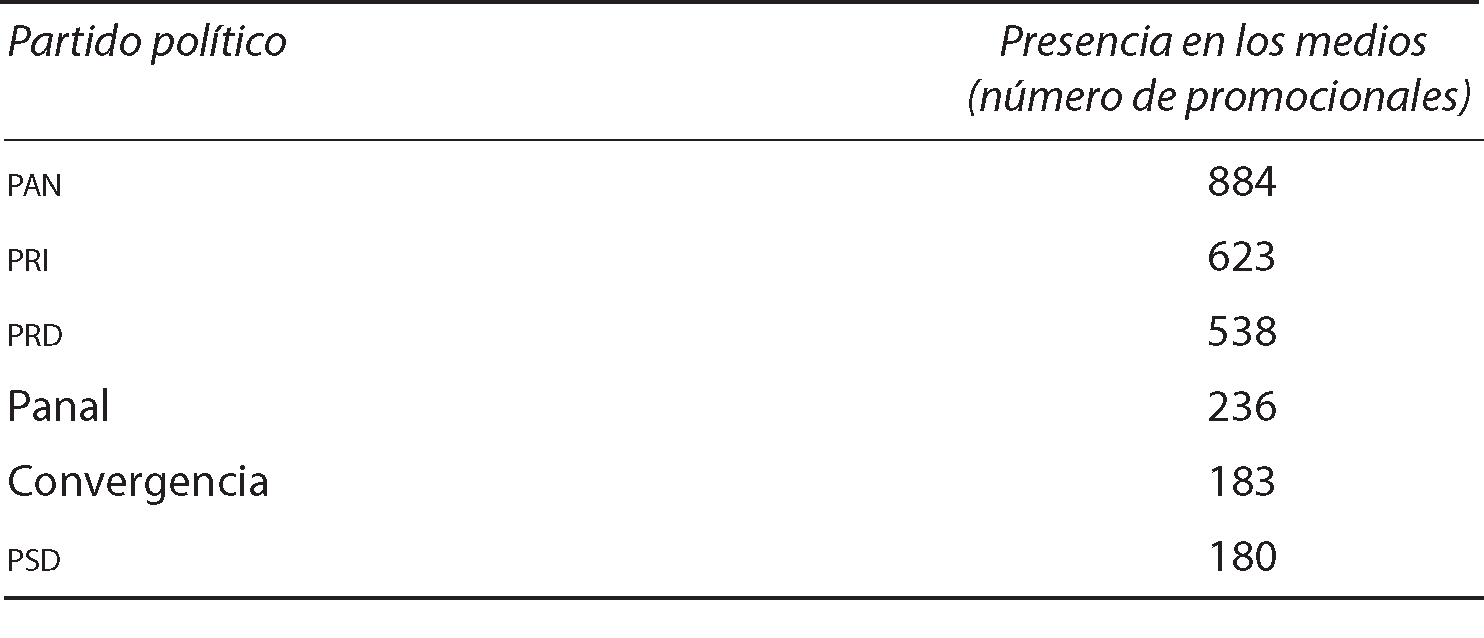 Partido político Presencia en los medios
(número de promocionales)
PAN 884
PRI 623
PRD 538
Panal 236
Convergencia 183
PSD 180